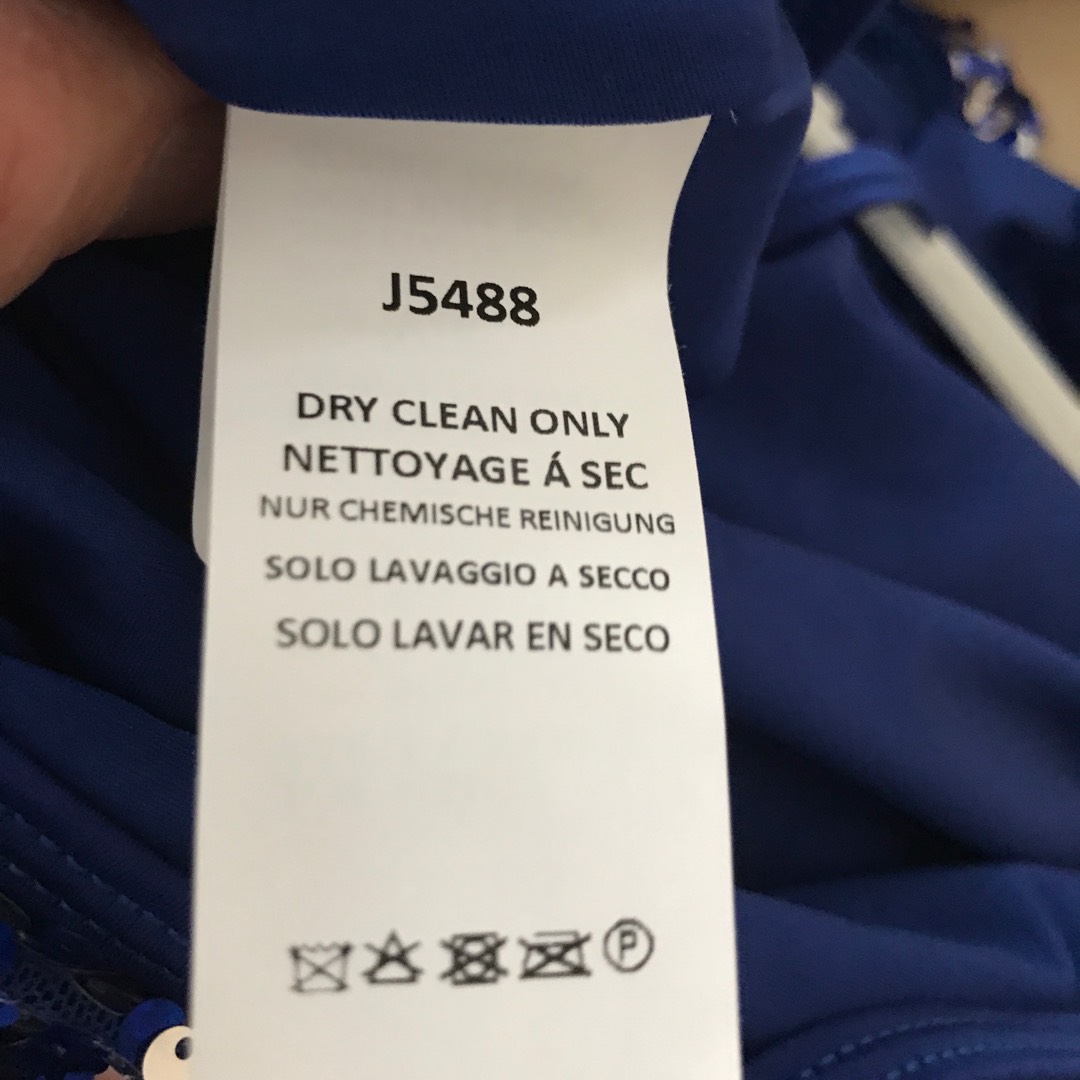 J5488
DRY CLEAN ONLY
NETTOYAGE Á SEC
NUR CHEMISCHE REINIGUNG
SOLO LAVAGGIO A SECCO
SOLO LAVAR EN SECO
P